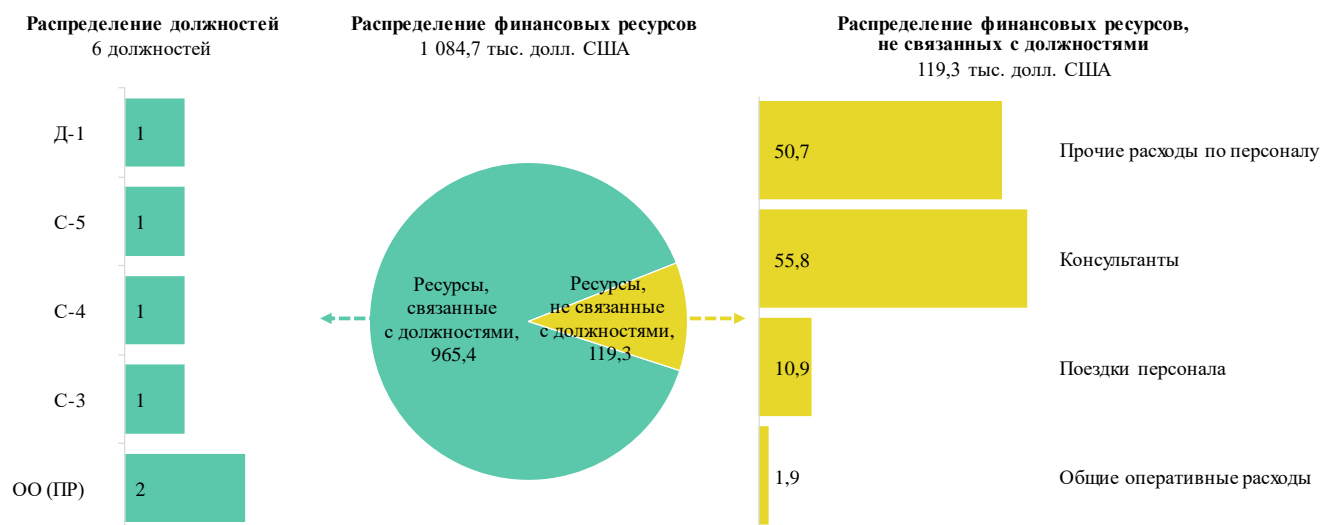 Распределение должностей
6 должностей
Д-1
1
С-5
1
С-4
1
С-3
1
ОО (ПР)
2
Распределение финансовых ресурсов
1 084,7 тыс. долл. США
Ресурсы,
связанные
с должностями,
965,4
Ресурсы,
не связанные
с должностями,
119,3
Распределение финансовых ресурсов,
не связанных с должностями
119,3 тыс. долл. США
50,7
Прочие расходы по персоналу
55,8
Консультанты
10,9
Поездки персонала
1,9
Общие оперативные расходы